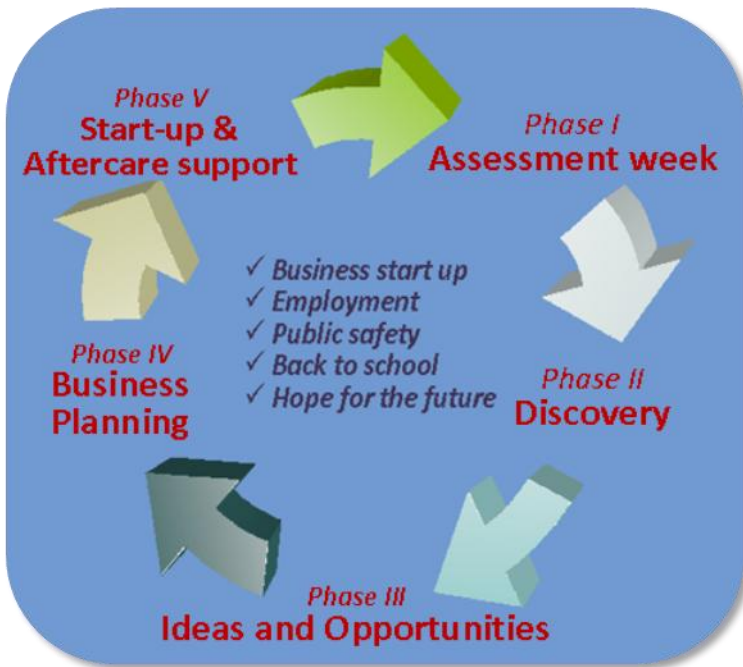 Phase I
Assessment week
Phase II
Discovery
Phase III
Ideas and Opportunities
Phase IV
Business
Planning
Phase V
Start-up &
Aftercare support
✓ Business start up
✓ Employment
✓ Public safety
✓ Back to school
✓ Hope for the future